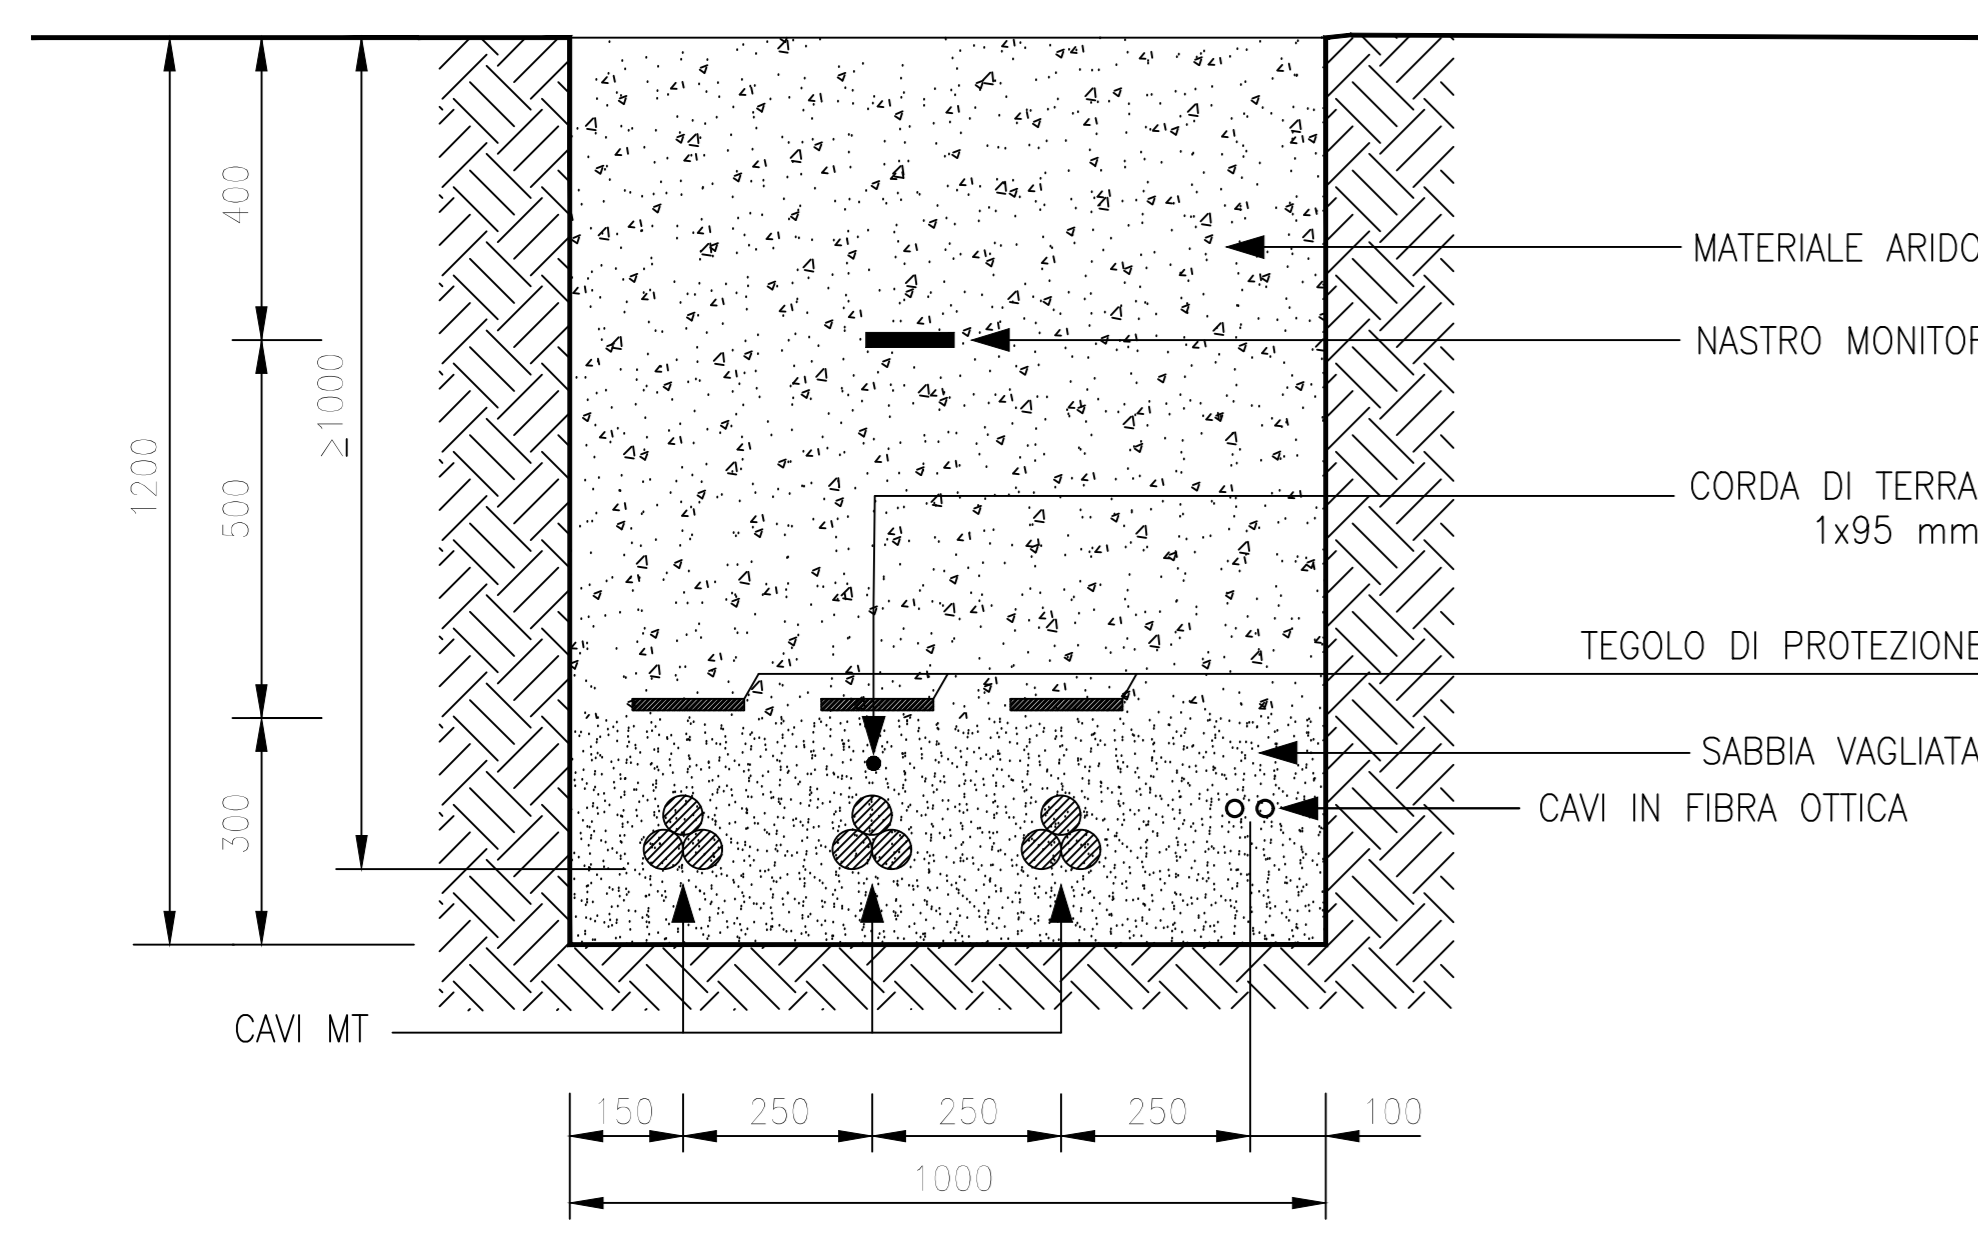 400
MATERIALE ARIDO
NASTRO MONITOR
≥1000
1200
500
CORDA DI TERRA
1x95 mm
TEGOLO DI PROTEZIONE
SABBIA VAGLIATA
300
CAVI IN FIBRA OTTICA
CAVI MT
150 250 250 250 100
1000